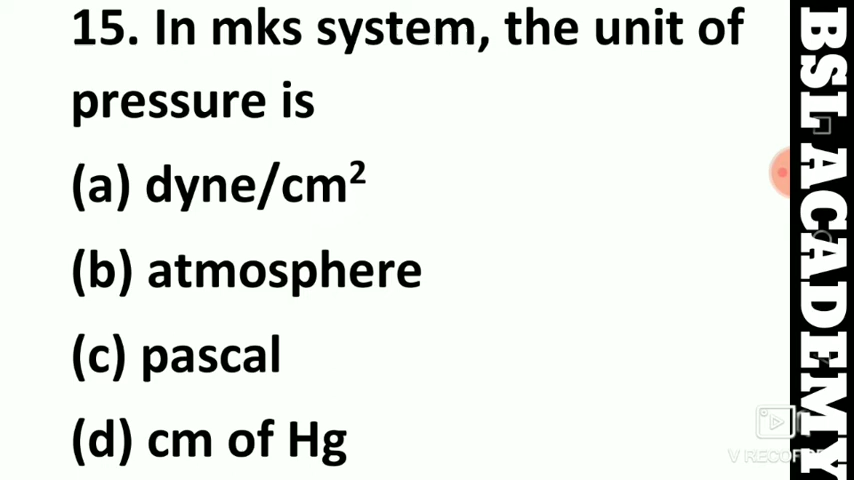 15. In mks system, the unit of
pressure is
(a) dyne/cm²
(b) atmosphere
(c) pascal
(d) cm of Hg
BSL ACADEMY